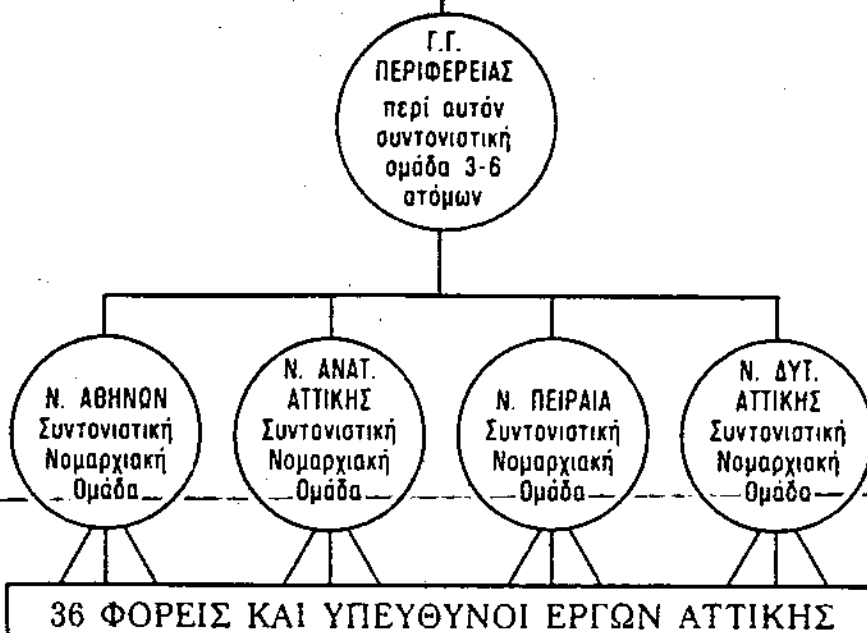 Γ.Γ.
ΠΕΡΙΦΕΡΕΙΑΣ
περί αυτόν
συντονιστική
ομάδα 3-6
ατόμων
Ν. ΑΘΗΝΩΝ
Συντονιστική
Νομαρχιακή
Ομάδα
Ν. ΑΝΑΤ.
ΑΤΤΙΚΗΣ
Συντονιστική
Νομαρχιακή
Ομάδα
Ν. ΠΕΙΡΑΙΑ
Συντονιστική
Νομαρχιακή
Ομάδα
Ν. ΔΥΤ.
ΑΤΤΙΚΗΣ
Συντονιστική
Νομαρχιακή
Ομάδα
36 ΦΟΡΕΙΣ ΚΑΙ ΥΠΕΥΘΥΝΟΙ ΕΡΓΩΝ ΑΤΤΙΚΗΣ